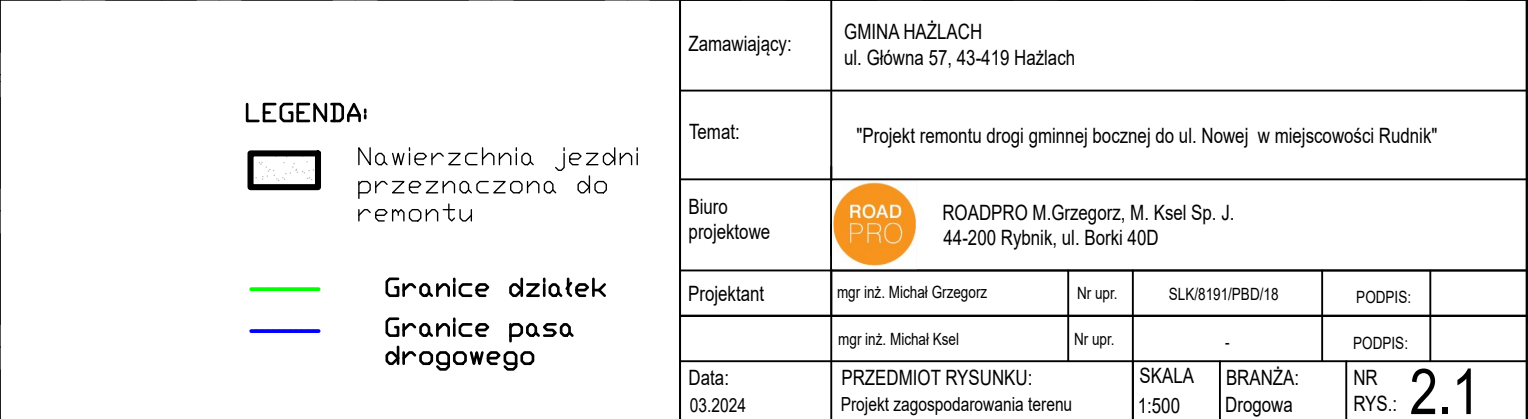 LEGENDA:
Nawierzchnia jezdni
przeznaczona do
remontu
Granice działek
Granice pasa
drogowego
Zamawiający:
GMINA HAŻLACH
ul. Główna 57, 43-419 Hażlach
Temat:
"Projekt remontu drogi gminnej bocznej do ul. Nowej w miejscowości Rudnik"
Biuro
projektowe
ROAD
PRO
ROADPRO M.Grzegorz, M. Ksel Sp. J.
44-200 Rybnik, ul. Borki 40D
Projektant
mgr inż. Michał Grzegorz
Nr upr.
SLK/8191/PBD/18
PODPIS:
mgr inż. Michał Ksel
Nr upr.
-
PODPIS:
Data:
03.2024
PRZEDMIOT RYSUNKU:
Projekt zagospodarowania terenu
SKALA
1:500
BRANŻA:
Drogowa
NR
RYS.:
2.1